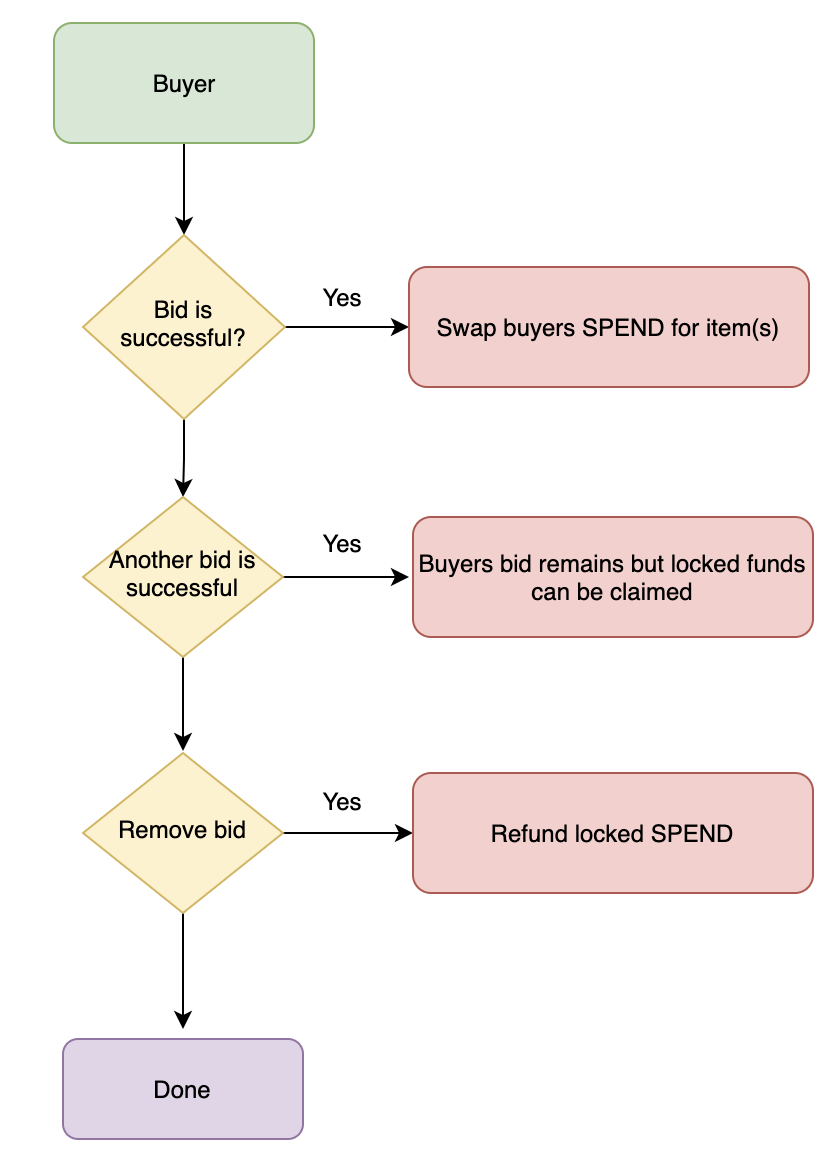 Buyer
Bid is
successful?
Yes
Swap buyers SPEND for item(s)
Another bid is
successful
Yes
Buyers bid remains but locked funds
can be claimed
Remove bid
Yes
Refund locked SPEND
Done